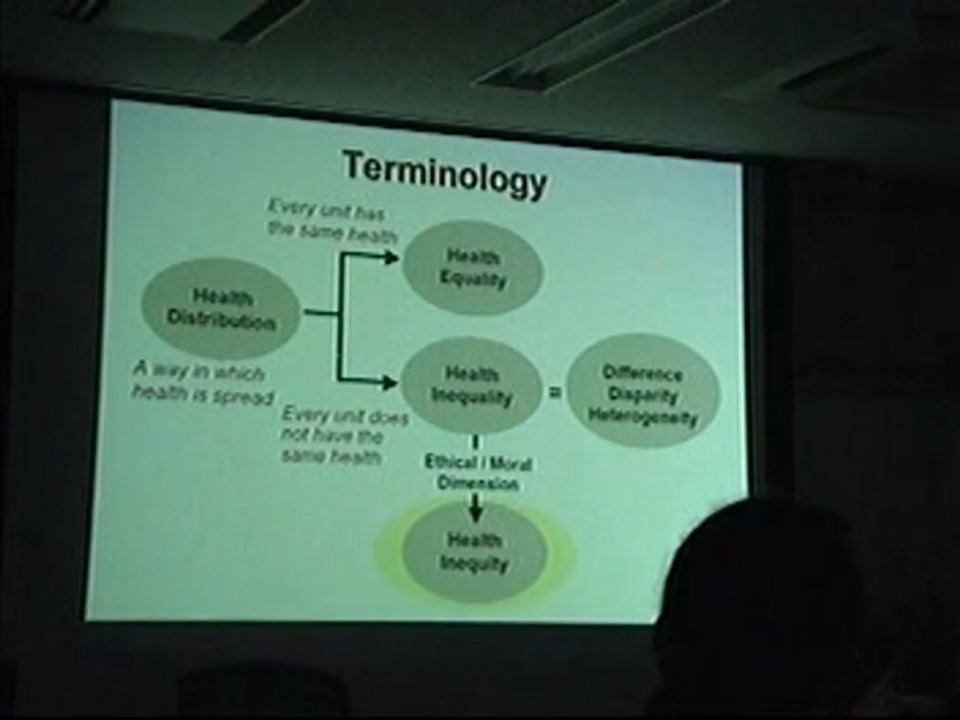 Terminology
Every unit has
the same health
Health
Equality
Health
Distribution
A way in which
health is spread
Every unit does
not have the
same health
Health
Inequality
=
Difference
Disparity
Heterogeneity
Ethical / Moral
Dimension
Health
Inequity